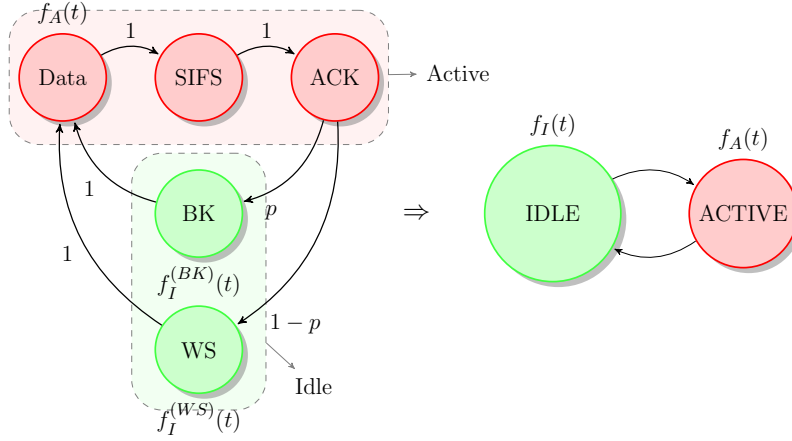 f_A(t)
1
1
Data
SIFS
ACK
Active
1
BK
p
f_I^{(BK)}(t)
1
WS
1 − p
Idle
f_I^{(WS)}(t)
⇒
f_I(t)
f_A(t)
IDLE
ACTIVE